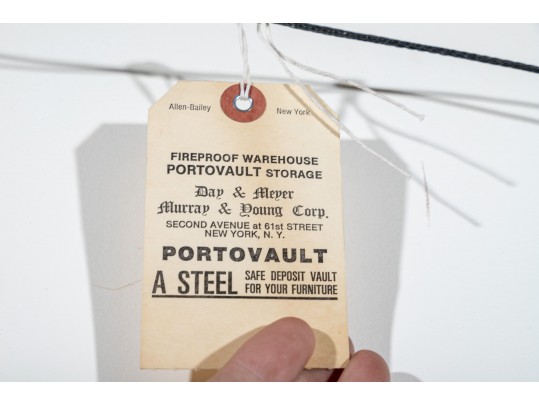 Allen-Bailey New York
FIREPROOF WAREHOUSE
PORTOVAULT STORAGE
Day & Meyer
Murray & Young Corp.
SECOND AVENUE at 61st STREET
NEW YORK, N. Y.
PORTOVAULT
A STEEL SAFE DEPOSIT VAULT
FOR YOUR FURNITURE